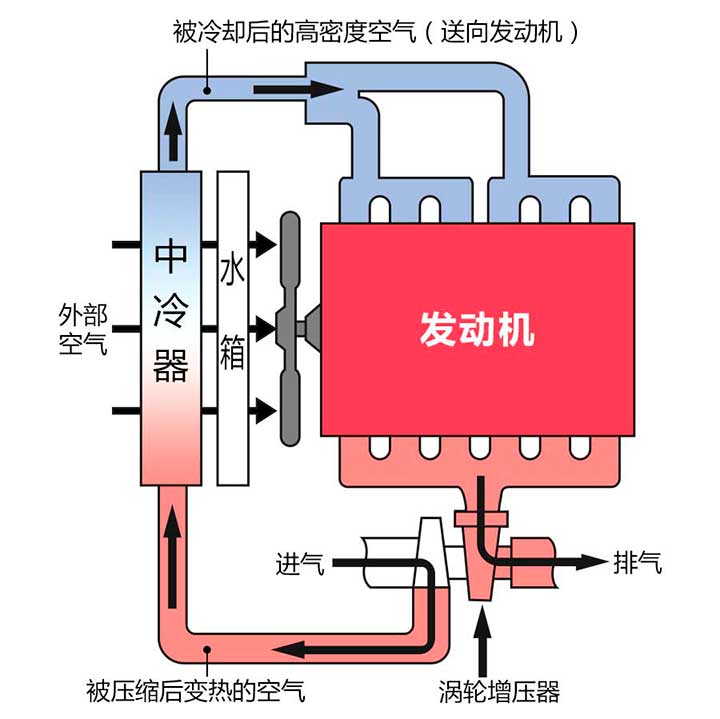 被冷却后的高密度空气（送向发动机）
中冷器
水箱
外部
空气
发动机
进气
排气
被压缩后变热的空气
涡轮增压器